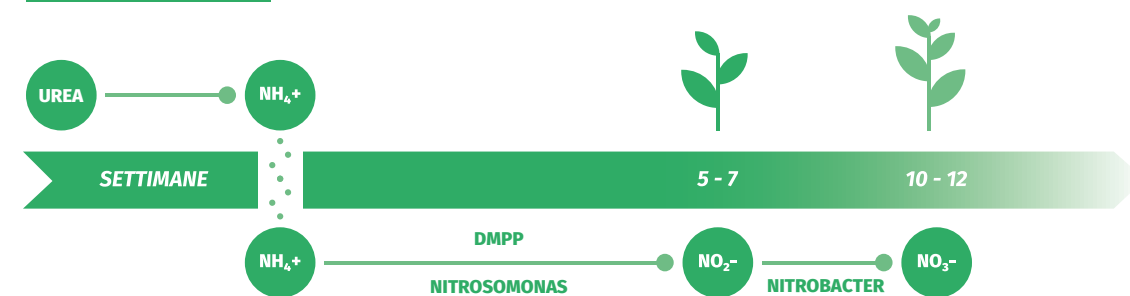 UREA
NH₄+
SETTIMANE
5 - 7
10 - 12
DMPP
NH₄+
NO₂-
NO₃-
NITROSOMONAS
NITROBACTER